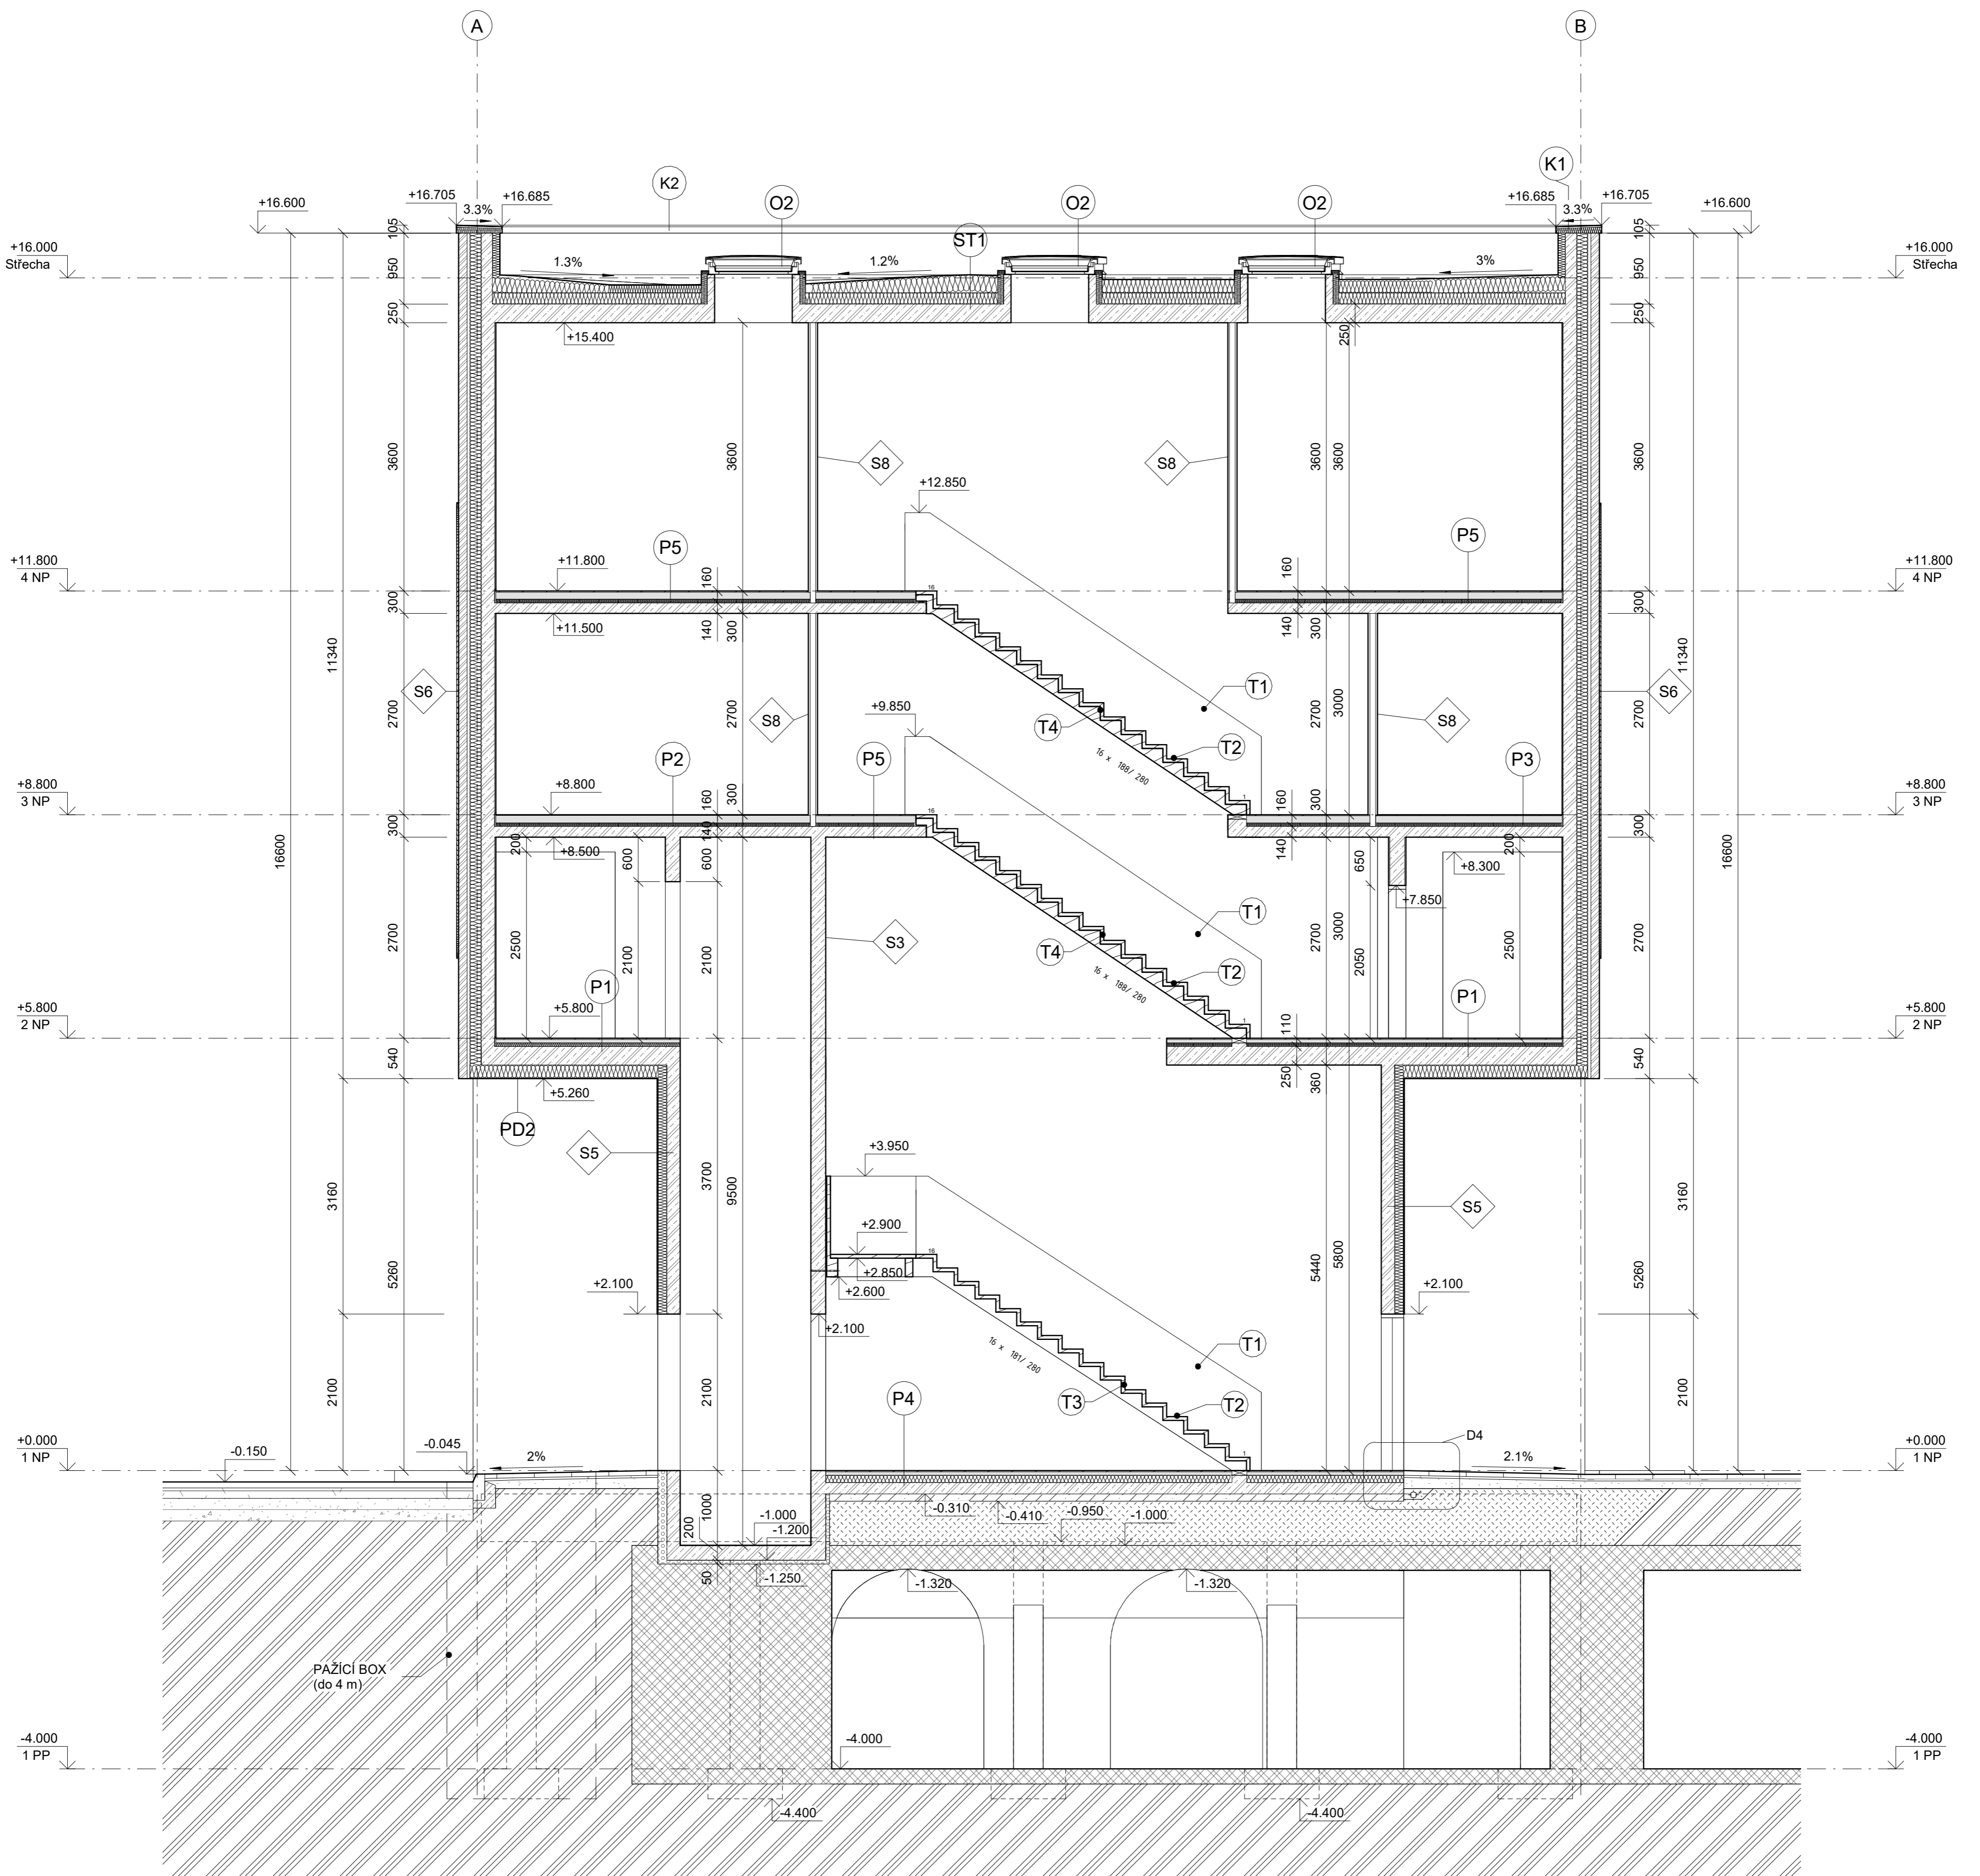 A
B
K1
K2
O2
O2
O2
+16.705
3.3%
+16.685
+16.685
3.3%
+16.705
+16.600
+16.600
105
105
ST1
+16.000
Střecha
+16.000
Střecha
1.3%
1.2%
3%
950
950
250
250
250
+15.400
3600
3600
S8
S8
3600
3600
3600
+12.850
P5
P5
+11.800
4 NP
+11.800
4 NP
+11.800
160
160
16
300
300
+11.500
140
300
140
300
11340
11340
S6
S6
T1
2700
S8
2700
+9.850
T4
2700
3000
S8
2700
T2
16 x 188/ 280
P2
P5
P3
+8.800
3 NP
+8.800
3 NP
+8.800
160
300
16
1
160
300
300
300
140
140
200
+8.500
600
600
650
200
+8.300
16600
16600
+7.850
T1
2700
2500
2100
2100
S3
T4
2700
3000
2050
2500
2700
T2
16 x 188/ 280
P1
P1
+5.800
2 NP
+5.800
2 NP
+5.800
1
110
540
540
250
360
+5.260
PD2
S5
+3.950
3700
9500
3160
3160
S5
+2.900
16
+2.850
+2.600
5260
5440
5800
5260
+2.100
+2.100
+2.100
T1
16 x 181/ 280
2100
2100
2100
P4
T3
T2
D4
+0.000
1 NP
+0.000
1 NP
-0.150
-0.045
2%
1
2.1%
1000
200
-1.000
-1.200
-0.310
-0.410
-0.950
-1.000
50
-1.250
-1.320
-1.320
PAŽÍCÍ BOX
(do 4 m)
-4.000
1 PP
-4.000
-4.000
1 PP
-4.400
-4.400